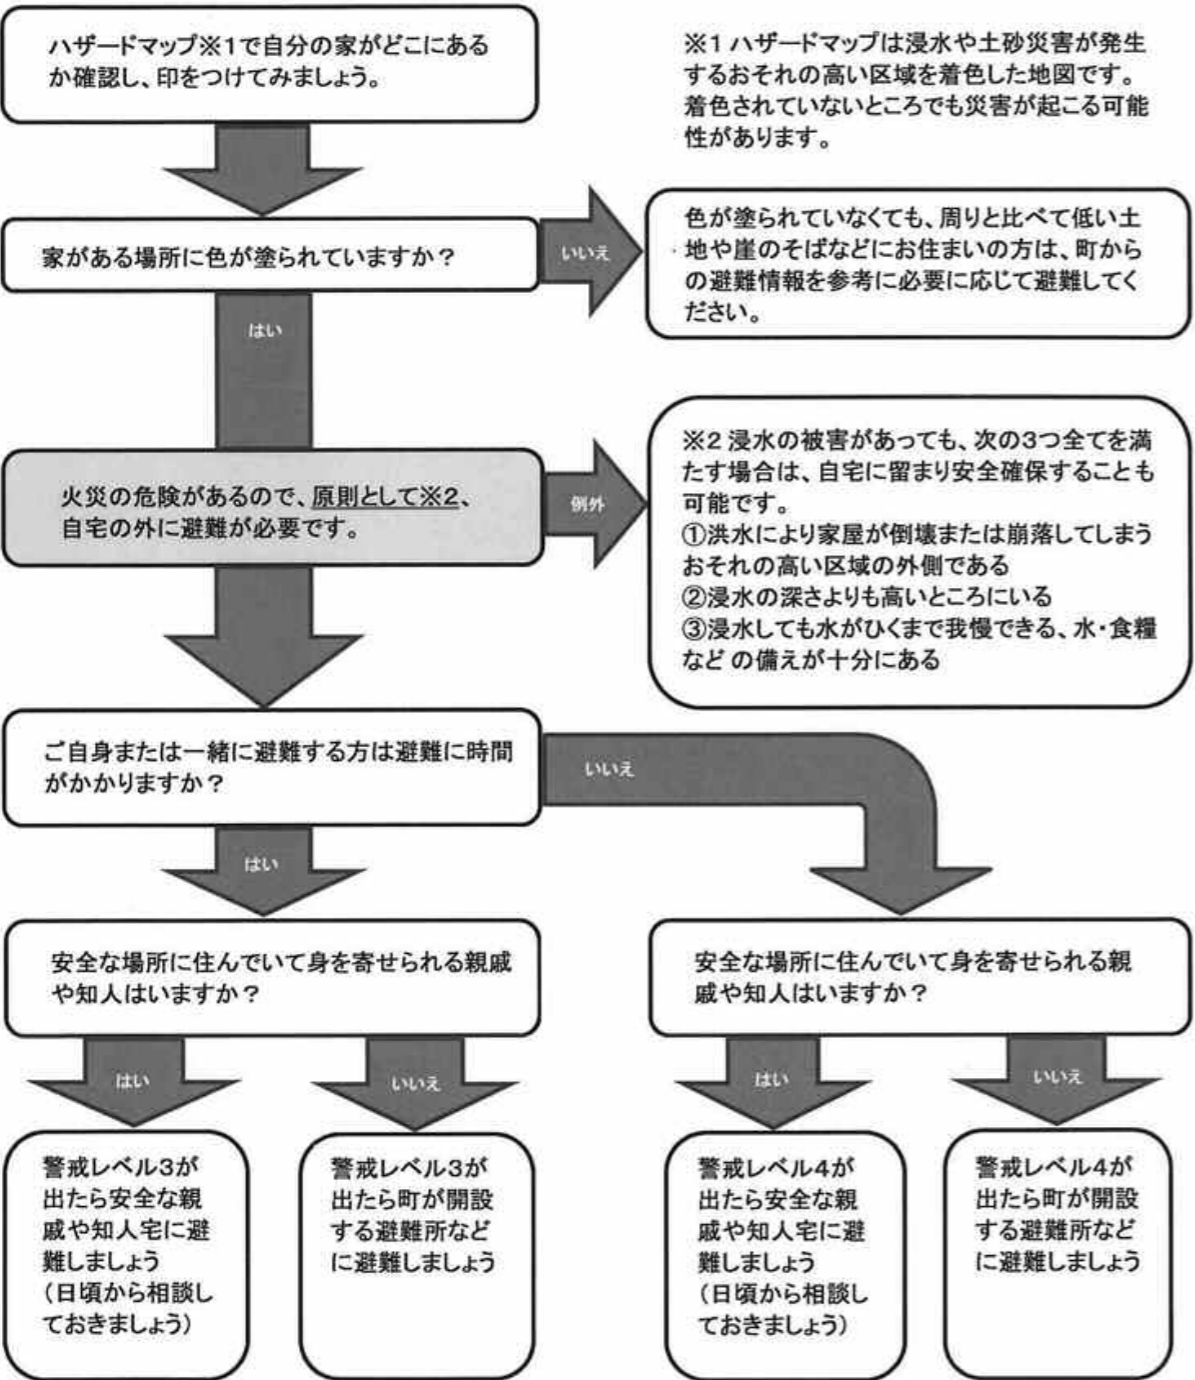 ハザードマップ※1で自分の家がどこにある
か確認し、印をつけてみましょう。
※1 ハザードマップは浸水や土砂災害が発生
するおそれの高い区域を着色した地図です。
着色されていないところでも災害が起こる可能
性があります。
家がある場所に色が塗られていますか？
いいえ
色が塗られていなくても、周りと比べて低い土
地や崖のそばなどにお住まいの方は、町から
の避難情報を参考に必要に応じて避難してく
ださい。
はい
火災の危険があるので、原則として※2、
自宅の外に避難が必要です。
例外
※2 浸水の被害があっても、次の3つ全てを満
たす場合は、自宅に留まり安全確保することも
可能です。
①洪水により家屋が倒壊または崩落してしまう
おそれの高い区域の外側である
②浸水の深さよりも高いところにいる
③浸水しても水がひくまで我慢できる、水・食糧
など の備えが十分にある
ご自身または一緒に避難する方は避難に時間
がかかりますか？
いいえ
はい
安全な場所に住んでいて身を寄せられる親戚
や知人はいますか？
安全な場所に住んでいて身を寄せられる親
戚や知人はいますか？
はい
いいえ
はい
いいえ
警戒レベル3が
出たら安全な親
戚や知人宅に避
難しましょう
（日頃から相談し
ておきましょう）
警戒レベル3が
出たら町が開設
する避難所など
に避難しましょう
警戒レベル4が
出たら安全な親
戚や知人宅に避
難しましょう
（日頃から相談し
ておきましょう）
警戒レベル4が
出たら町が開設
する避難所など
に避難しましょう